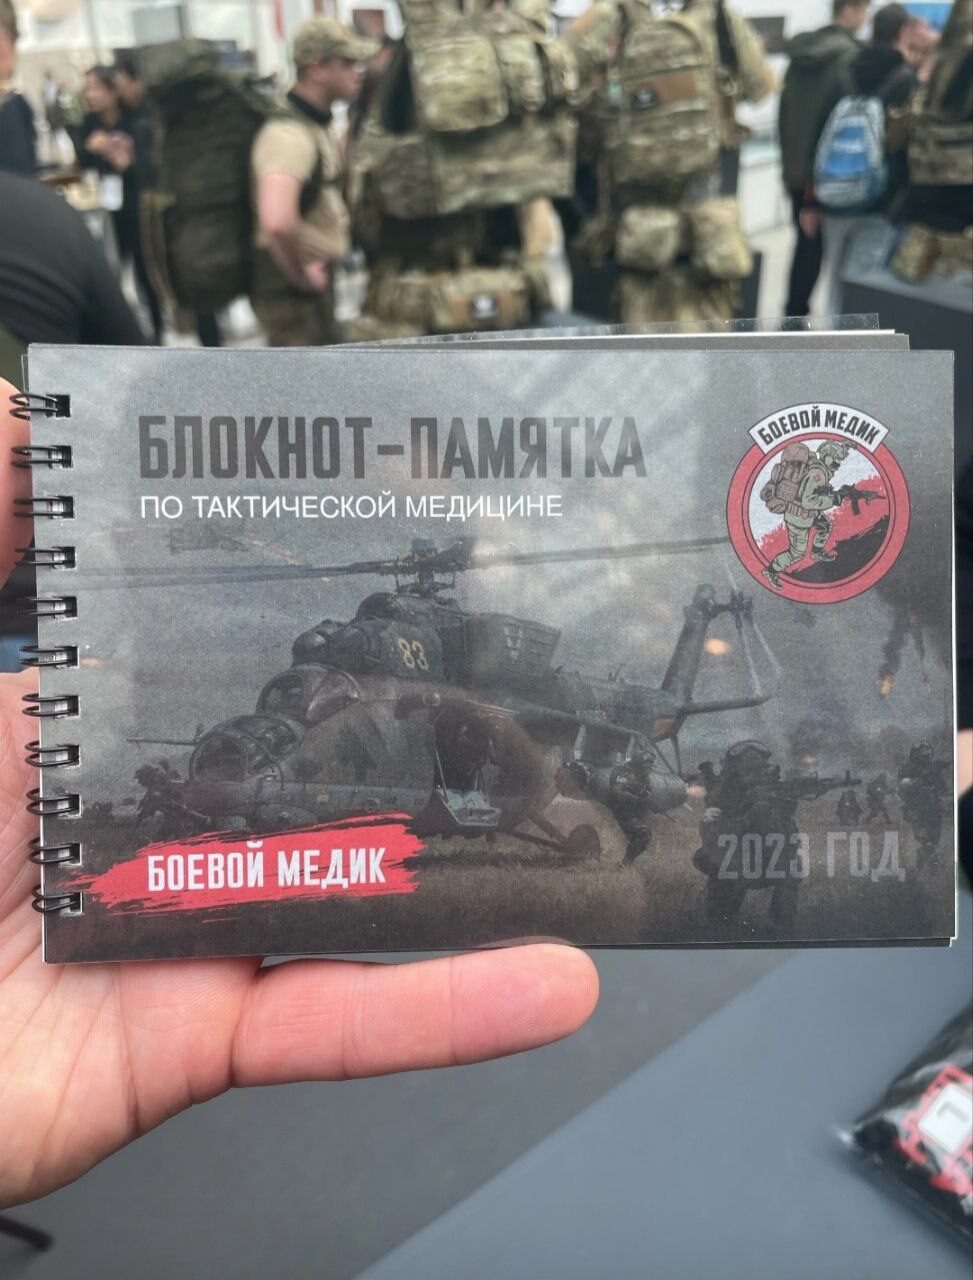 БЛОКНОТ-ПАМЯТКА
ПО ТАКТИЧЕСКОЙ МЕДИЦИНЕ
БОЕВОЙ МЕДИК
83
БОЕВОЙ МЕДИК
2023 ГОД